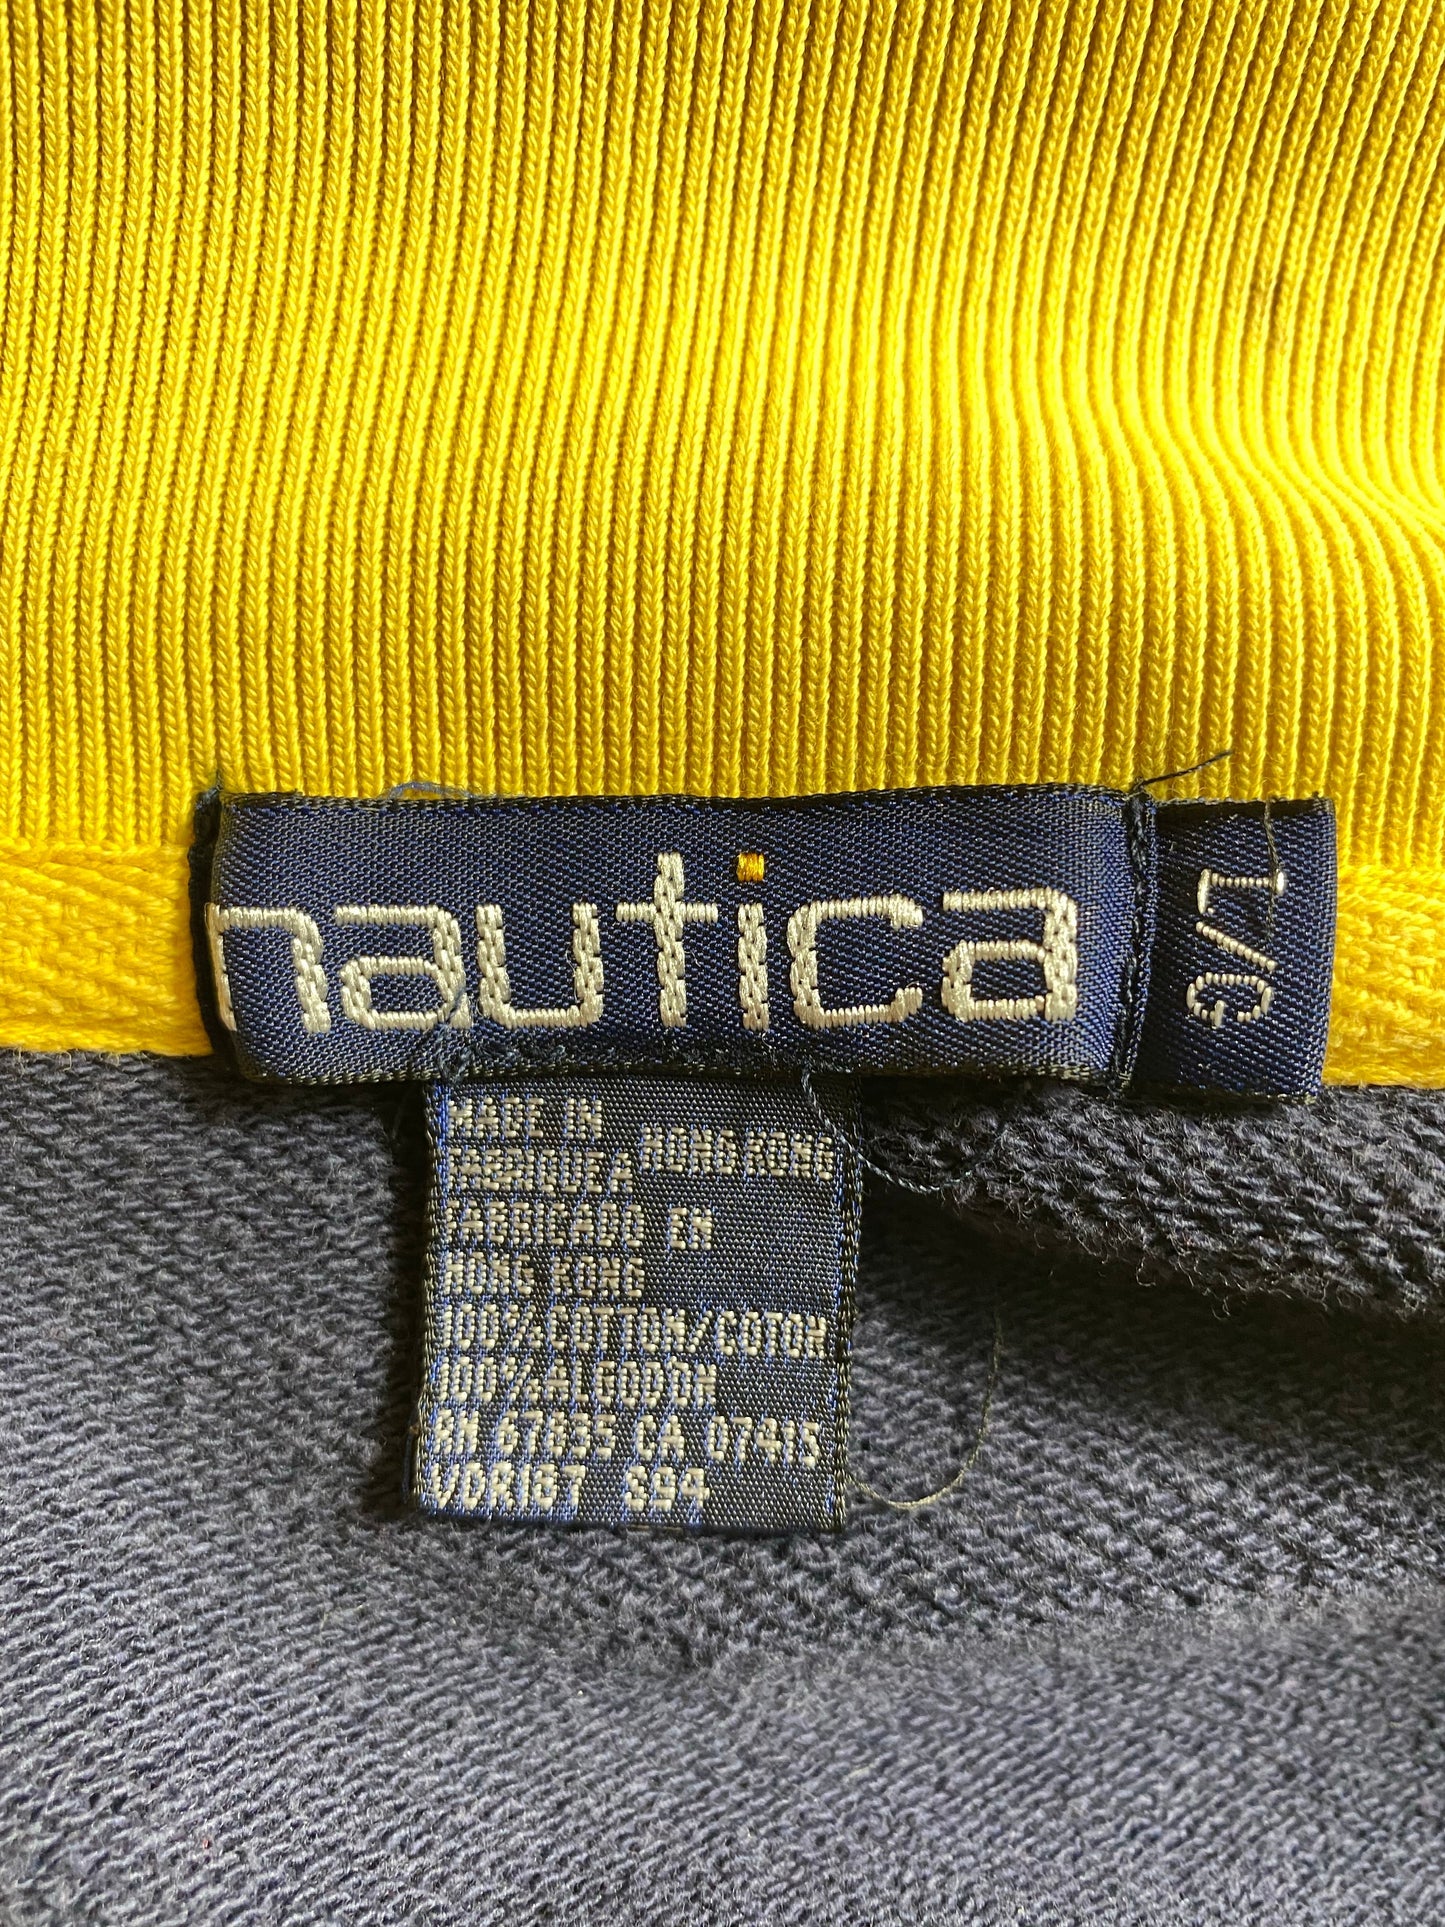 nautica
L/G
MADE IN HONG KONG
FABRIQUE A
FABRICADO EN
HONG KONG
100% COTTON/COTON
100% ALGODON
RN 67835 CA 07415
VDR167 S94